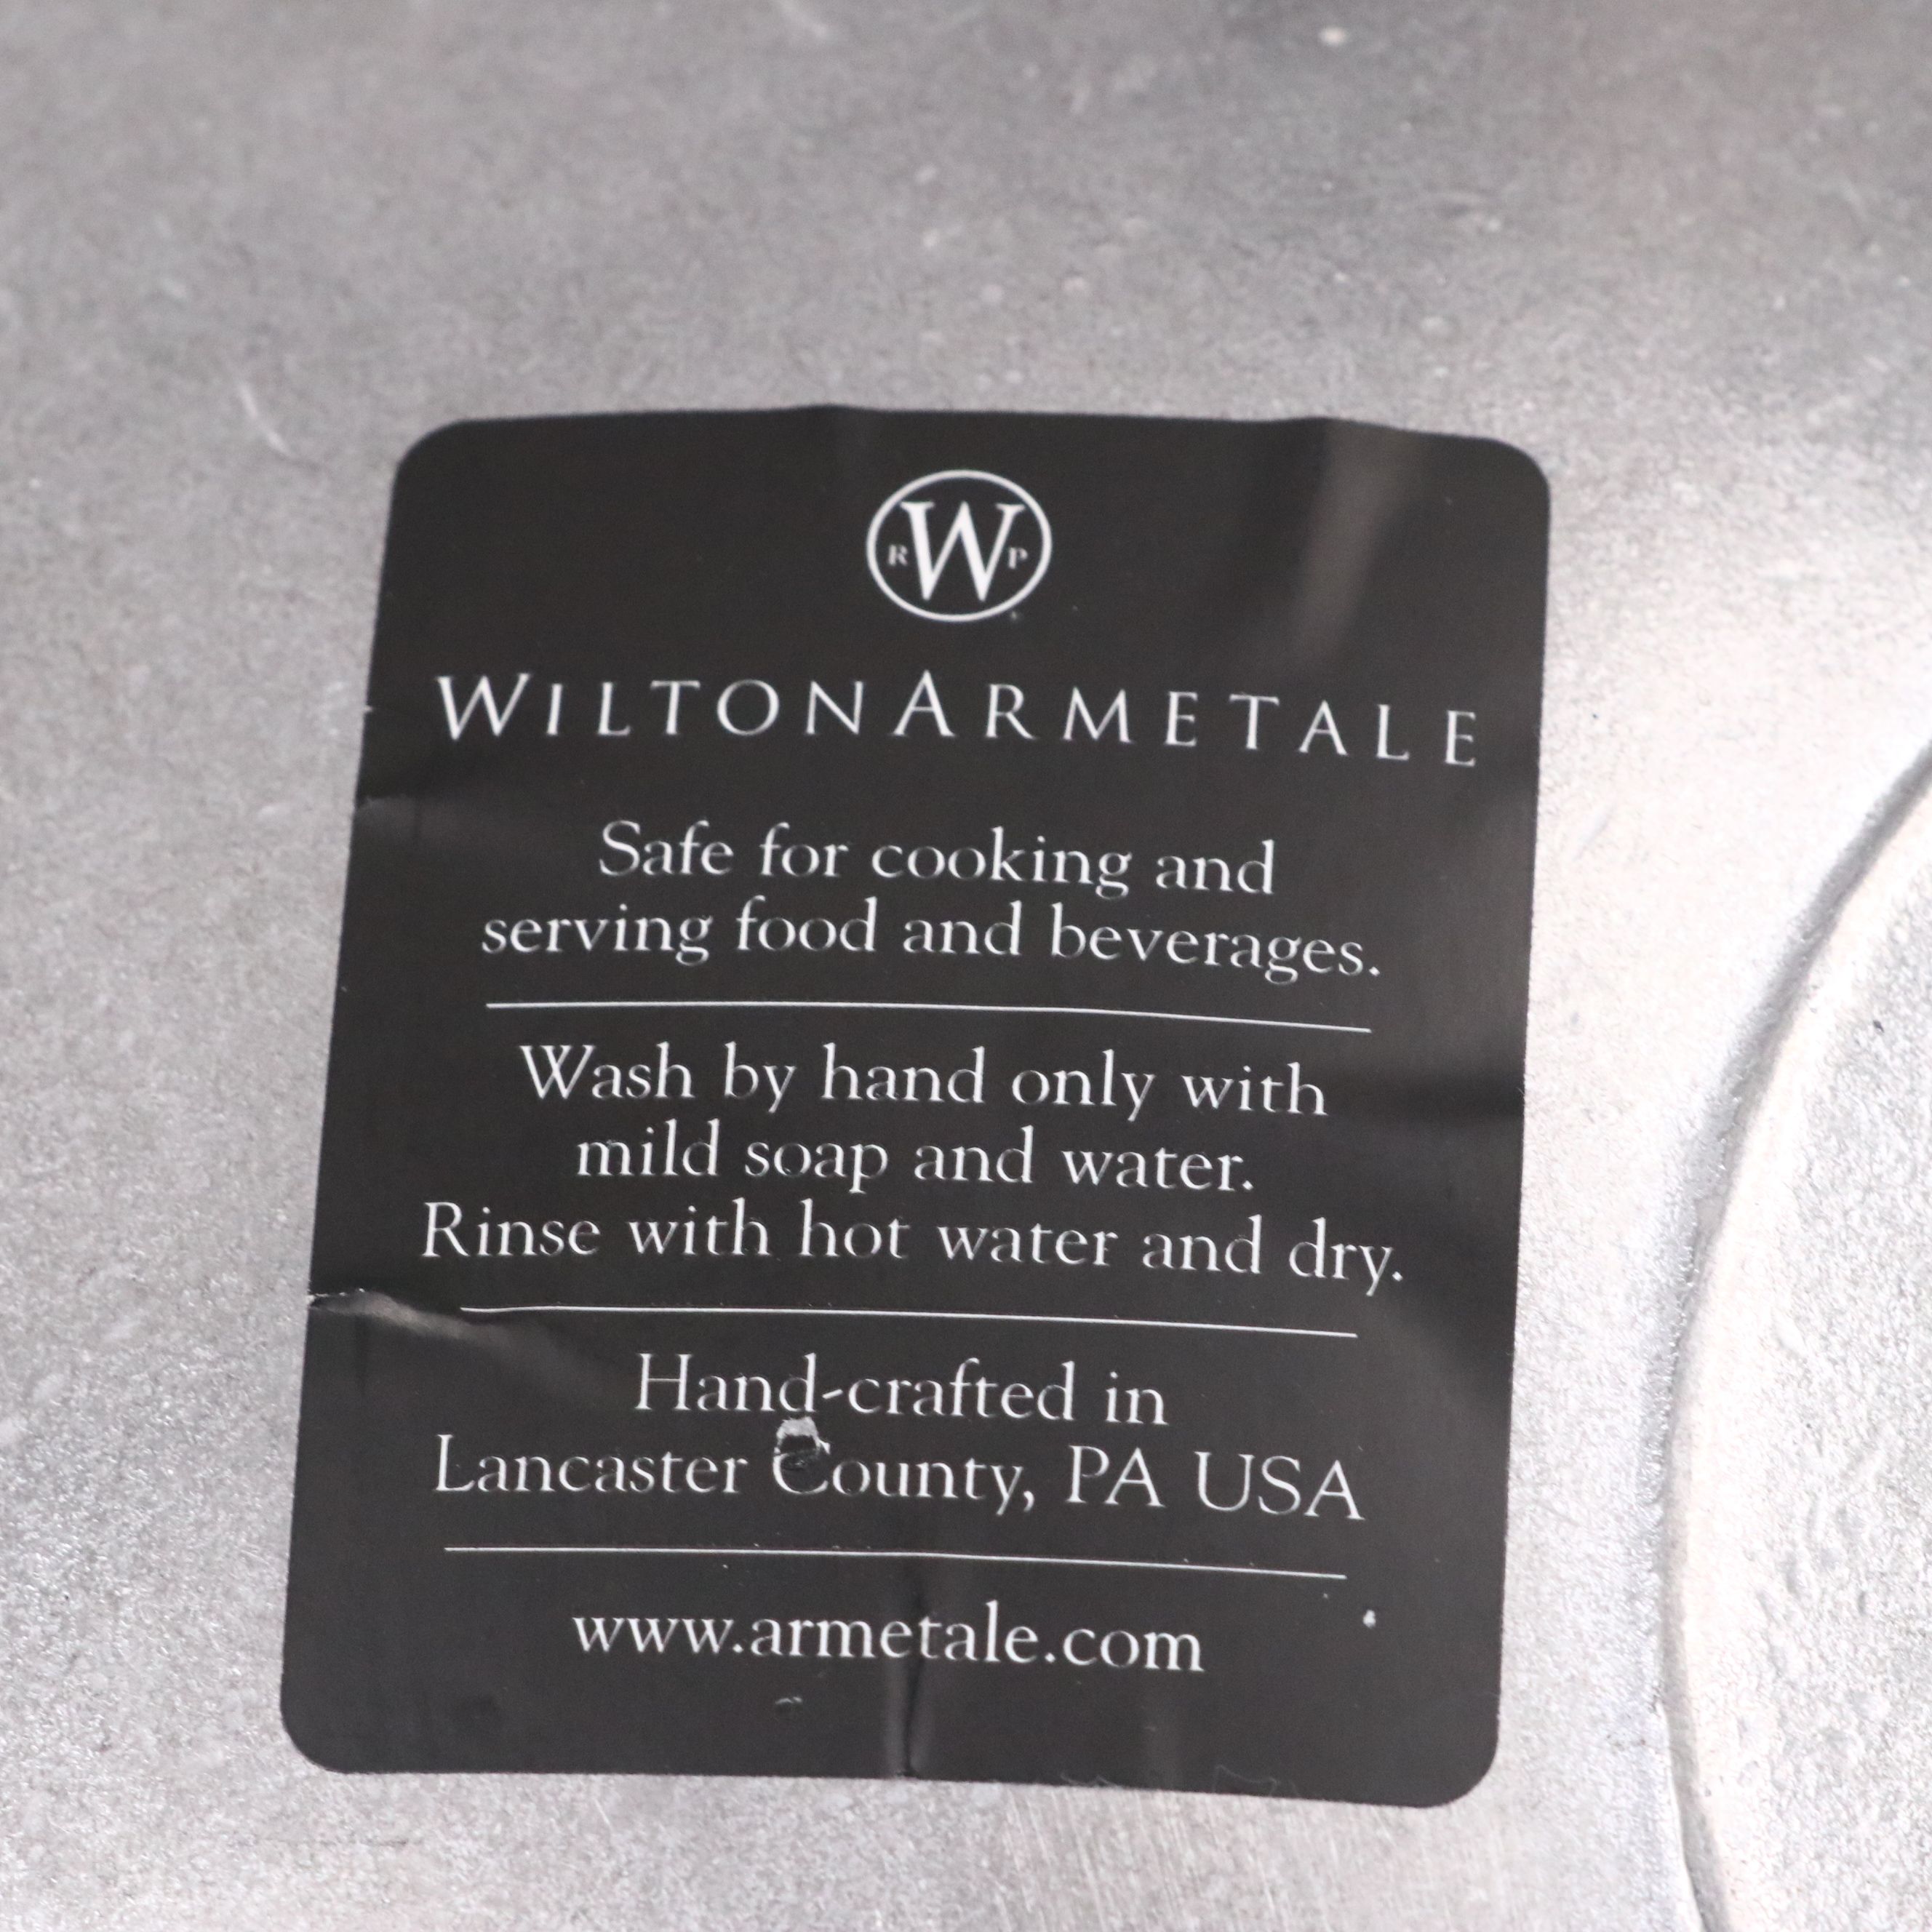 R W P
WILTONARMETALE
Safe for cooking and
serving food and beverages.
Wash by hand only with
mild soap and water.
Rinse with hot water and dry.
Hand-crafted in
Lancaster County, PA USA
www.armetale.com